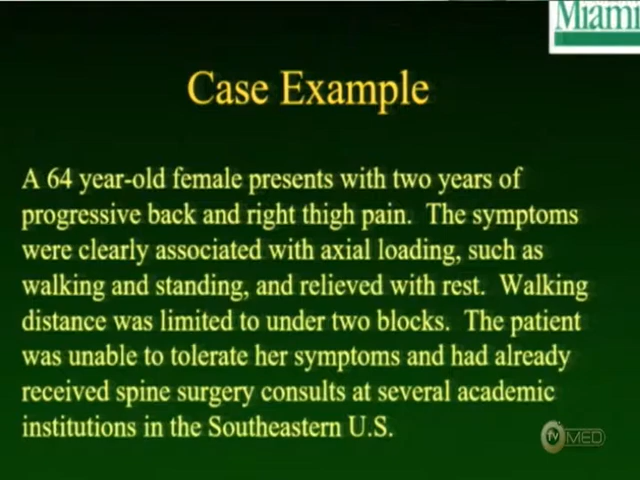 Miami
Case Example
A 64 year-old female presents with two years of
progressive back and right thigh pain.  The symptoms
were clearly associated with axial loading, such as
walking and standing, and relieved with rest.  Walking
distance was limited to under two blocks.  The patient
was unable to tolerate her symptoms and had already
received spine surgery consults at several academic
institutions in the Southeastern U.S.
tv MED